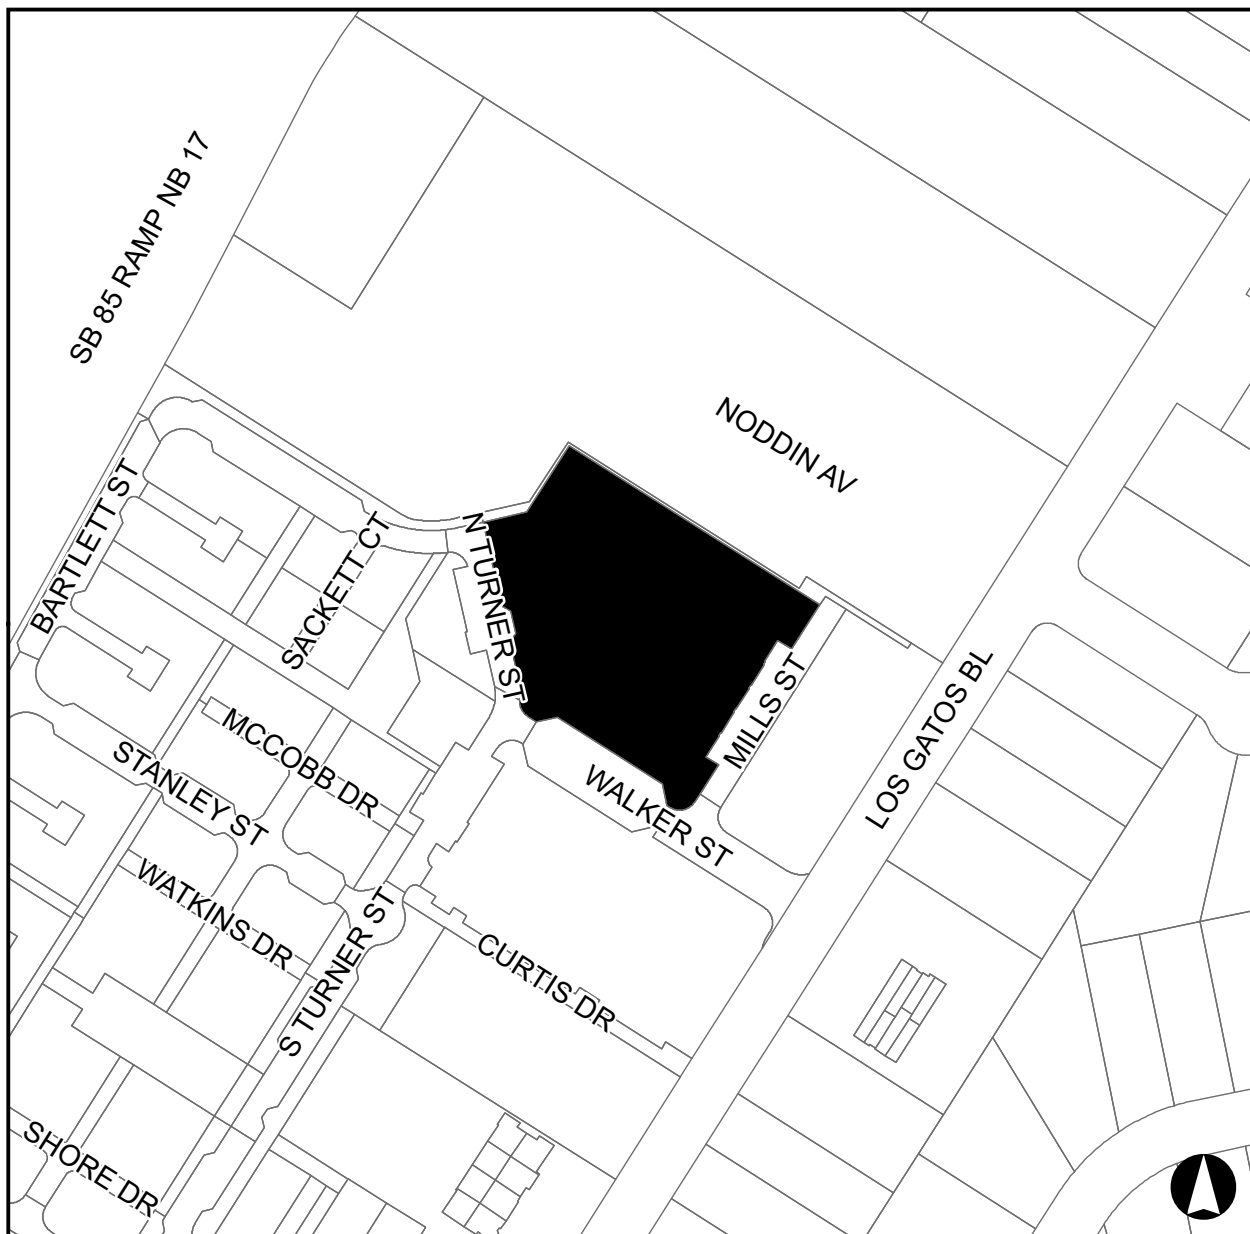 SB 85 RAMP NB 17
NODDIN AV
BARTLETT ST
SACKETT CT
N TURNER ST
MILLS ST
LOS GATOS BL
MCCOBB DR
STANLEY ST
WALKER ST
WATKINS DR
S TURNER ST
CURTIS DR
SHORE DR